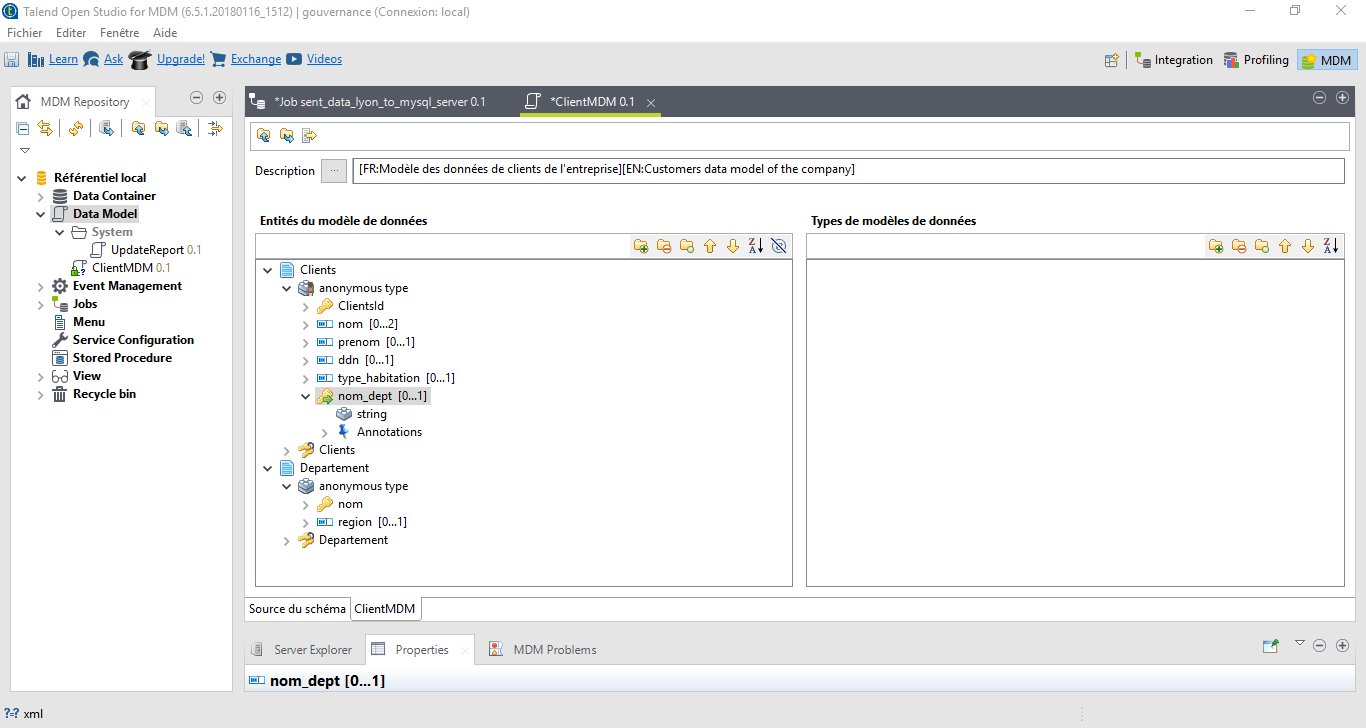 Talend Open Studio for MDM (6.5.1.20180116_1512) | gouvernance (Connexion: local)
Fichier Editer Fenêtre Aide
Learn Ask Upgrade! Exchange Videos Integration Profiling MDM
MDM Repository
Référentiel local
Data Container
Data Model
System
UpdateReport 0.1
ClientMDM 0.1
Event Management
Jobs
Menu
Service Configuration
Stored Procedure
View
Recycle bin
*Job sent_data_lyon_to_mysql_server 0.1 *ClientMDM 0.1
Description ... [FR:Modèle des données de clients de l'entreprise][EN:Customers data model of the company]
Entités du modèle de données
Clients
anonymous type
ClientsId
nom [0...2]
prenom [0...1]
ddn [0...1]
type_habitation [0...1]
nom_dept [0...1]
string
Annotations
Clients
Departement
anonymous type
nom
region [0...1]
Departement
Types de modèles de données
Source du schéma ClientMDM
Server Explorer Properties MDM Problems
nom_dept [0...1]
?-? xml